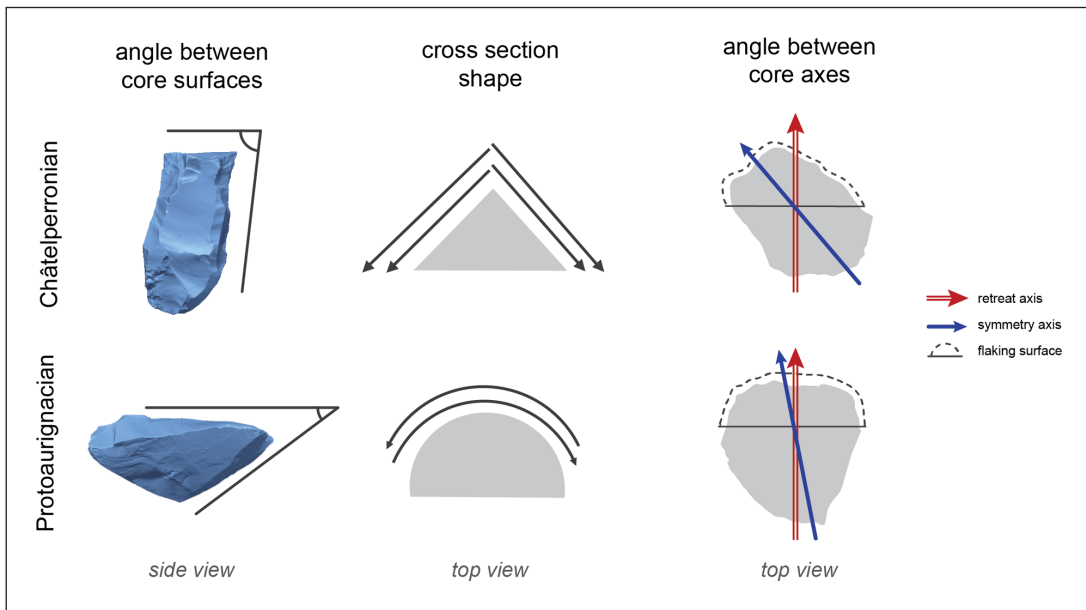 angle between
core surfaces
cross section
shape
angle between
core axes
Châtelperronian
retreat axis
symmetry axis
flaking surface
Protoaurignacian
side view
top view
top view